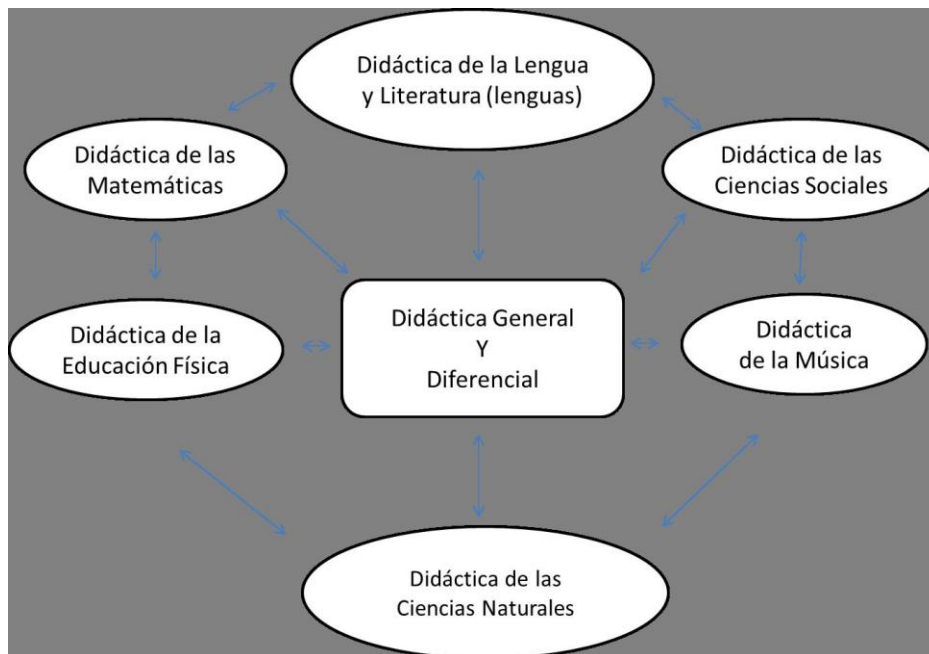 Didáctica de la Lengua
y Literatura (lenguas)
Didáctica de las
Matemáticas
Didáctica de las
Ciencias Sociales
Didáctica de la
Educación Física
Didáctica General
Y
Diferencial
Didáctica
de la Música
Didáctica de las
Ciencias Naturales